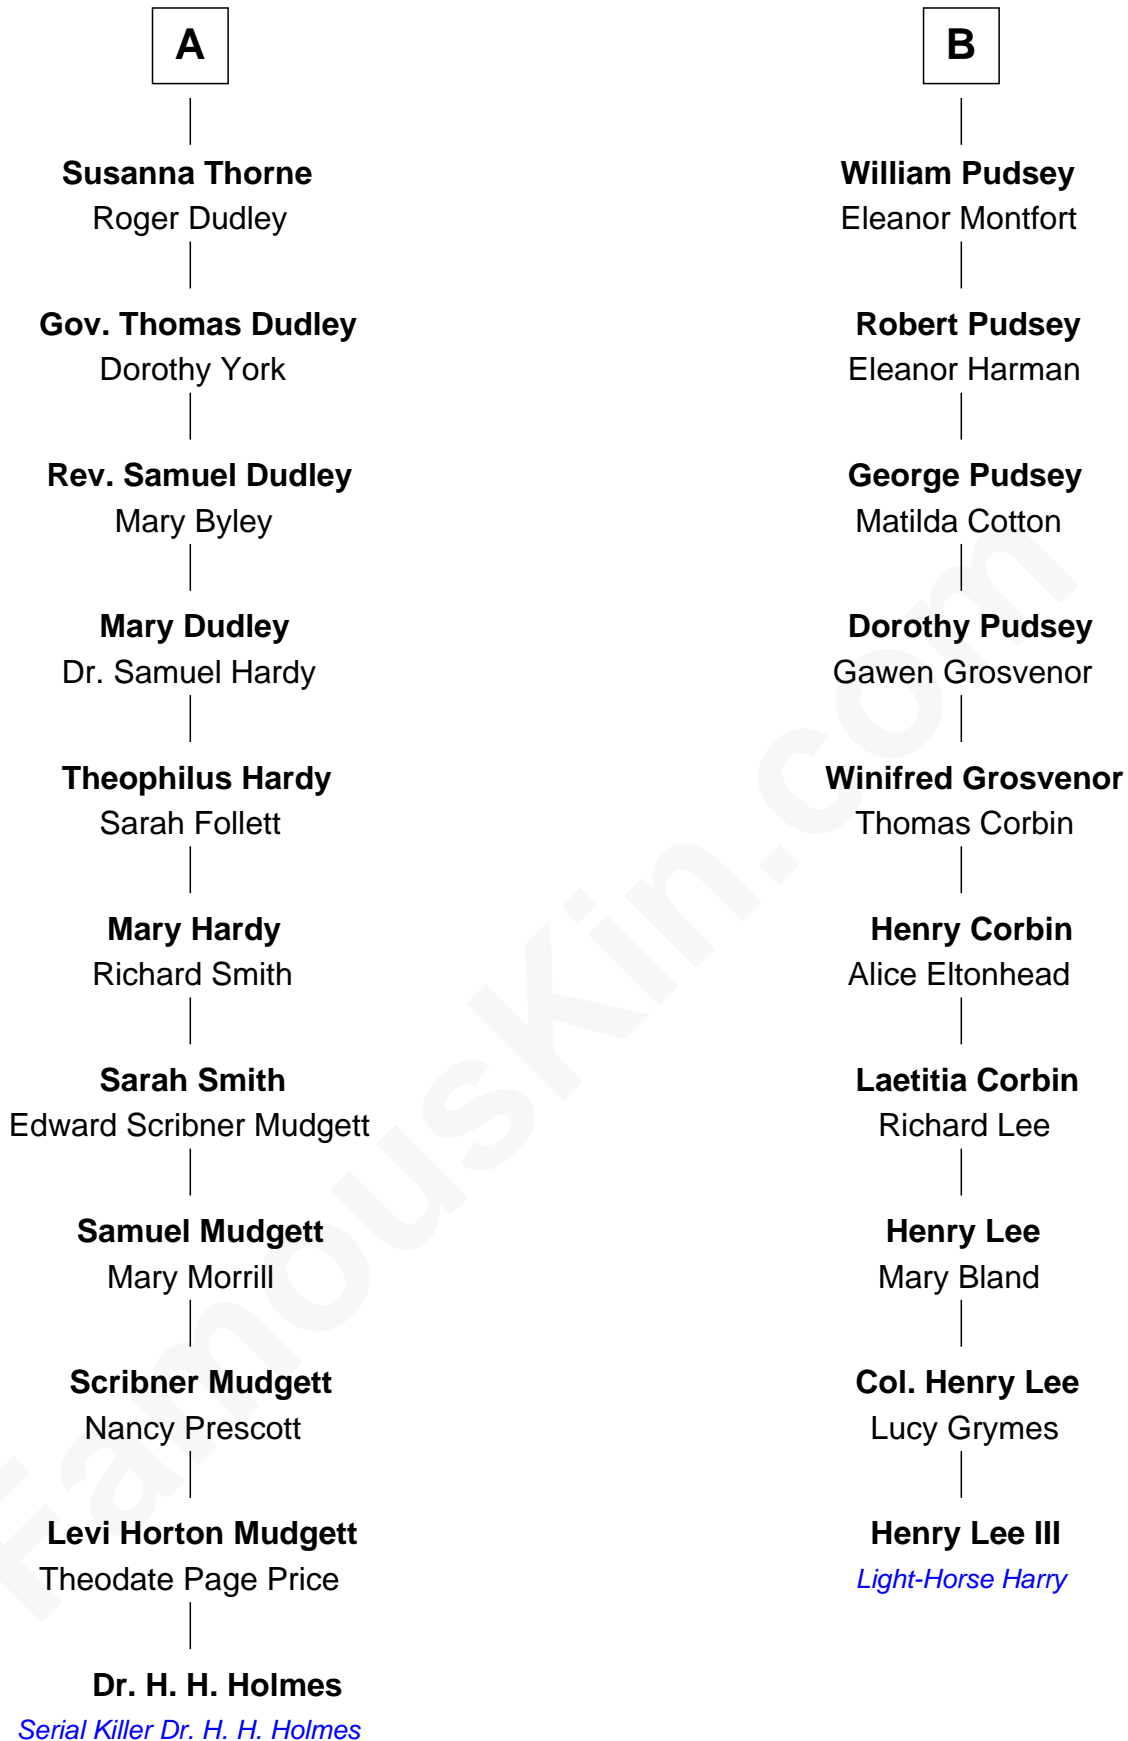 A
Susanna Thorne
Roger Dudley
Gov. Thomas Dudley
Dorothy York
Rev. Samuel Dudley
Mary Byley
Mary Dudley
Dr. Samuel Hardy
Theophilus Hardy
Sarah Follett
Mary Hardy
Richard Smith
Sarah Smith
Edward Scribner Mudgett
Samuel Mudgett
Mary Morrill
Scribner Mudgett
Nancy Prescott
Levi Horton Mudgett
Theodate Page Price
Dr. H. H. Holmes
Serial Killer Dr. H. H. Holmes
B
William Pudsey
Eleanor Montfort
Robert Pudsey
Eleanor Harman
George Pudsey
Matilda Cotton
Dorothy Pudsey
Gawen Grosvenor
Winifred Grosvenor
Thomas Corbin
Henry Corbin
Alice Eltonhead
Laetitia Corbin
Richard Lee
Henry Lee
Mary Bland
Col. Henry Lee
Lucy Grymes
Henry Lee III
Light-Horse Harry
FamousKin.com